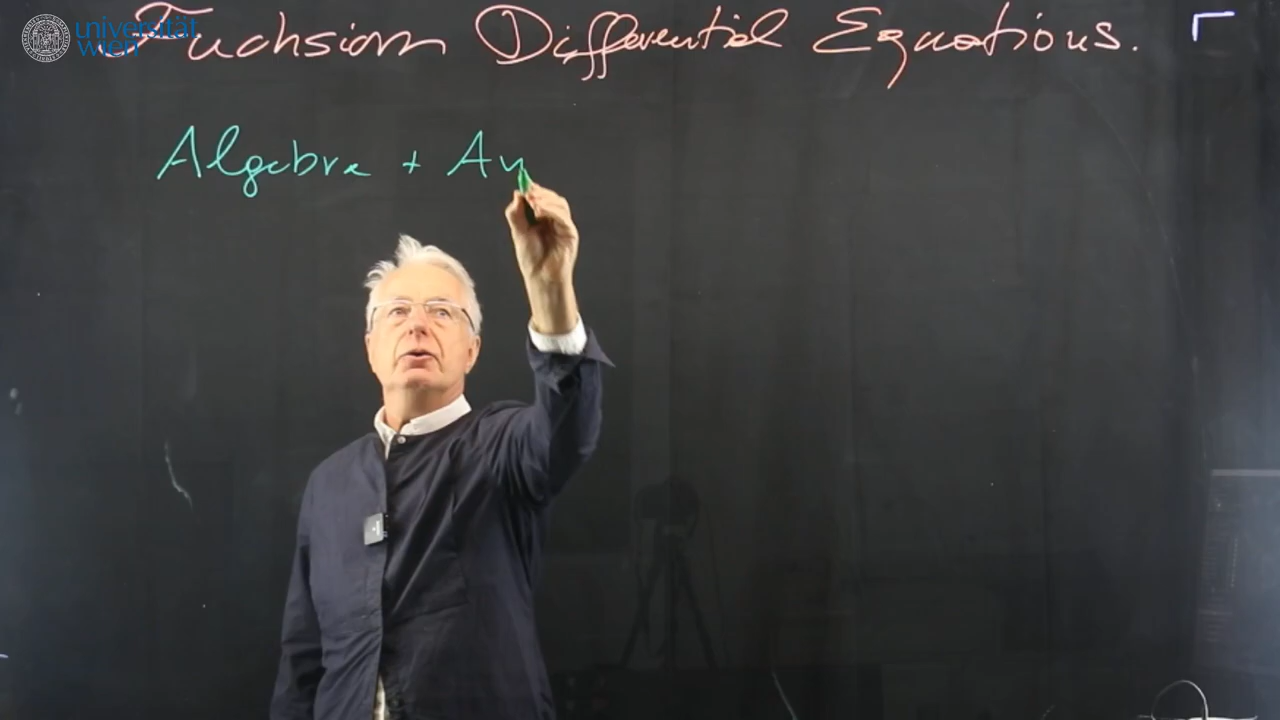 universität
wien
Fuchsian Differential Equations.
Algebra + An